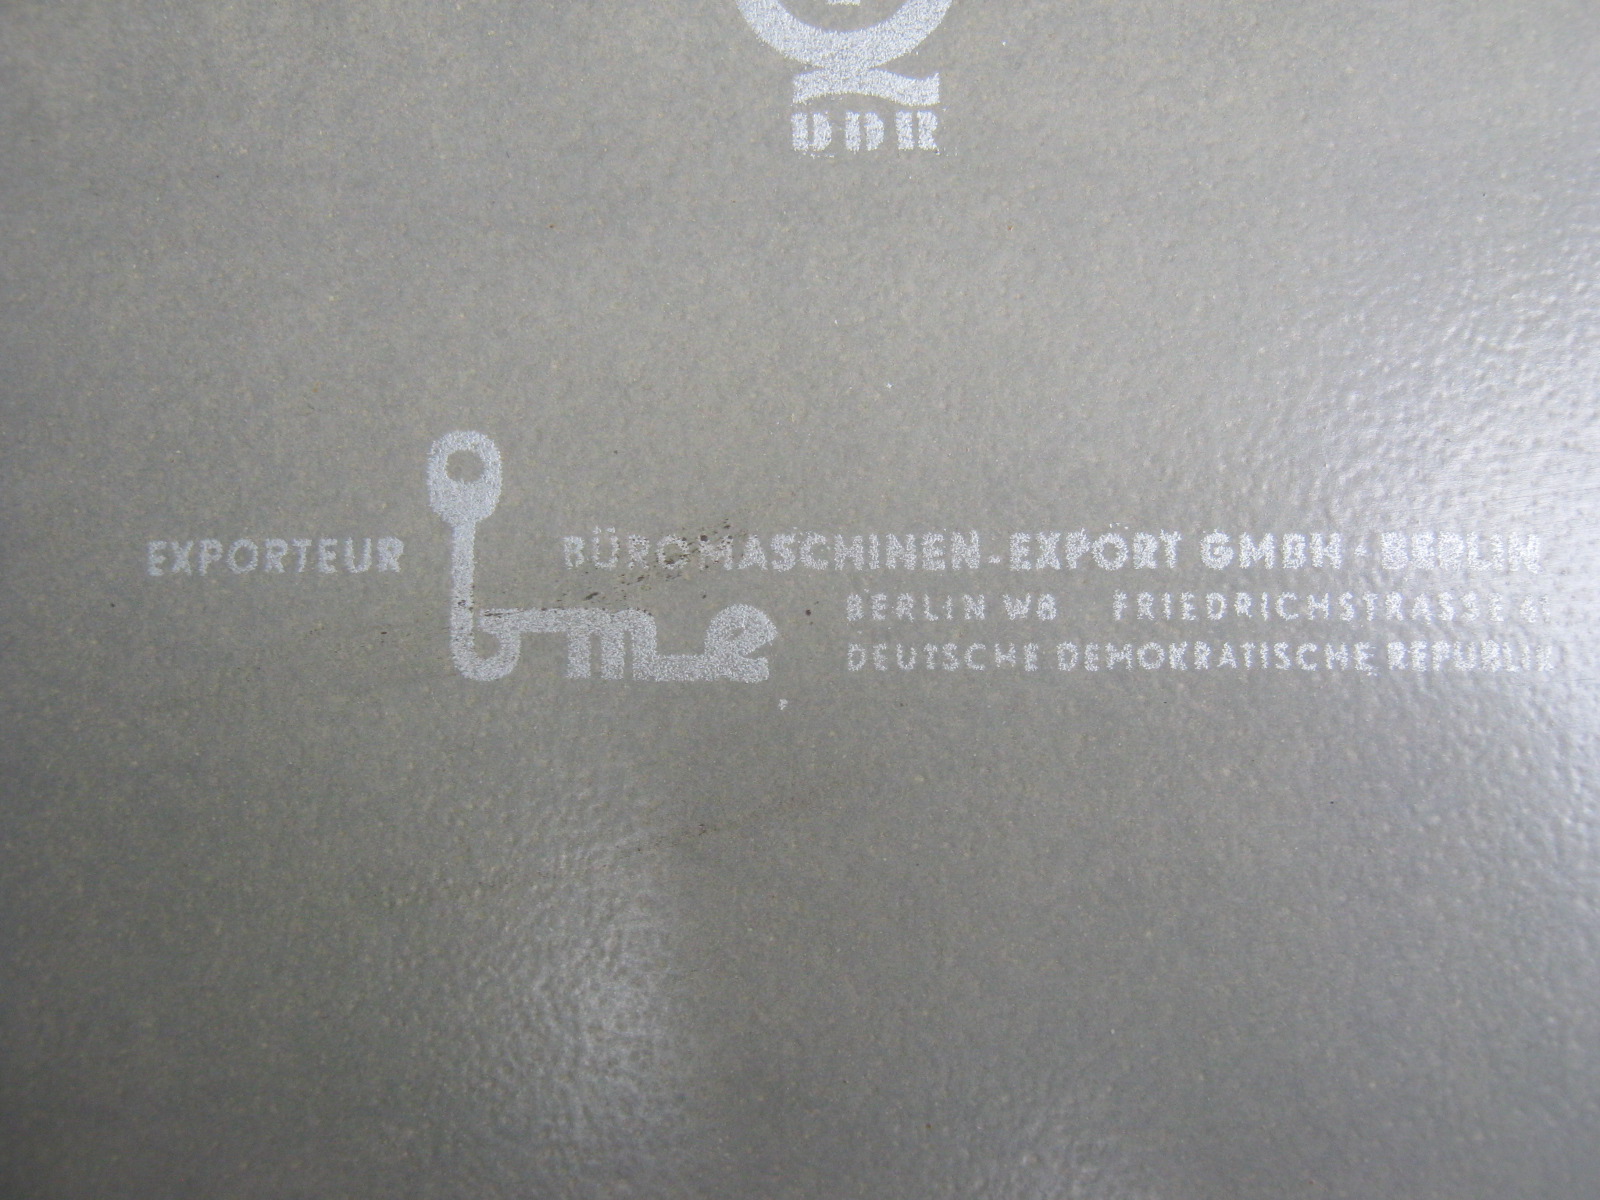 DDR
EXPORTEUR bme BÜROMASCHINEN-EXPORT GMBH · BERLIN
BERLIN W8 FRIEDRICHSTRASSE 61
DEUTSCHE DEMOKRATISCHE REPUBLIK